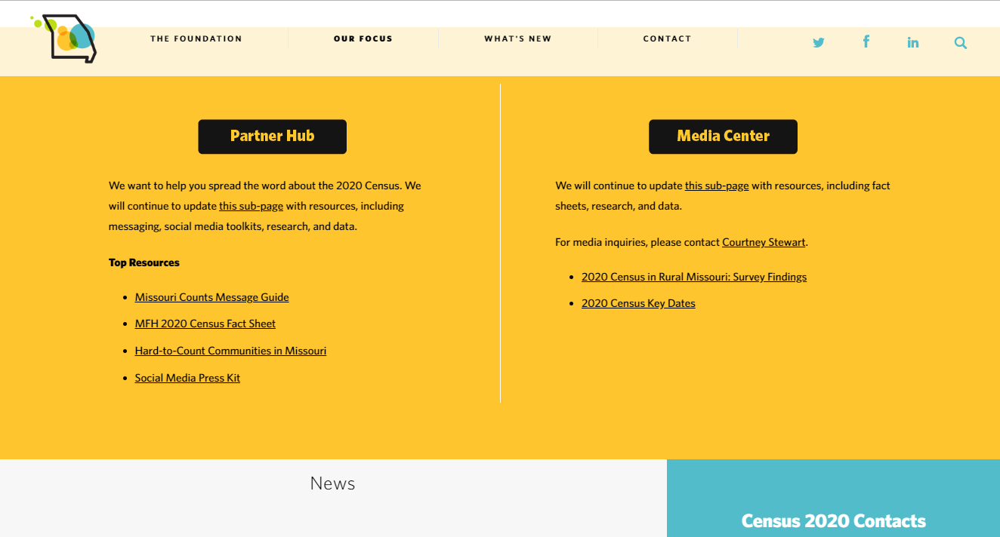 THE FOUNDATION
OUR FOCUS
WHAT'S NEW
CONTACT
Partner Hub
We want to help you spread the word about the 2020 Census. We
will continue to update this sub-page with resources, including
messaging, social media toolkits, research, and data.
Top Resources
Missouri Counts Message Guide
MFH 2020 Census Fact Sheet
Hard-to-Count Communities in Missouri
Social Media Press Kit
Media Center
We will continue to update this sub-page with resources, including fact
sheets, research, and data.
For media inquiries, please contact Courtney Stewart.
2020 Census in Rural Missouri: Survey Findings
2020 Census Key Dates
News
Census 2020 Contacts